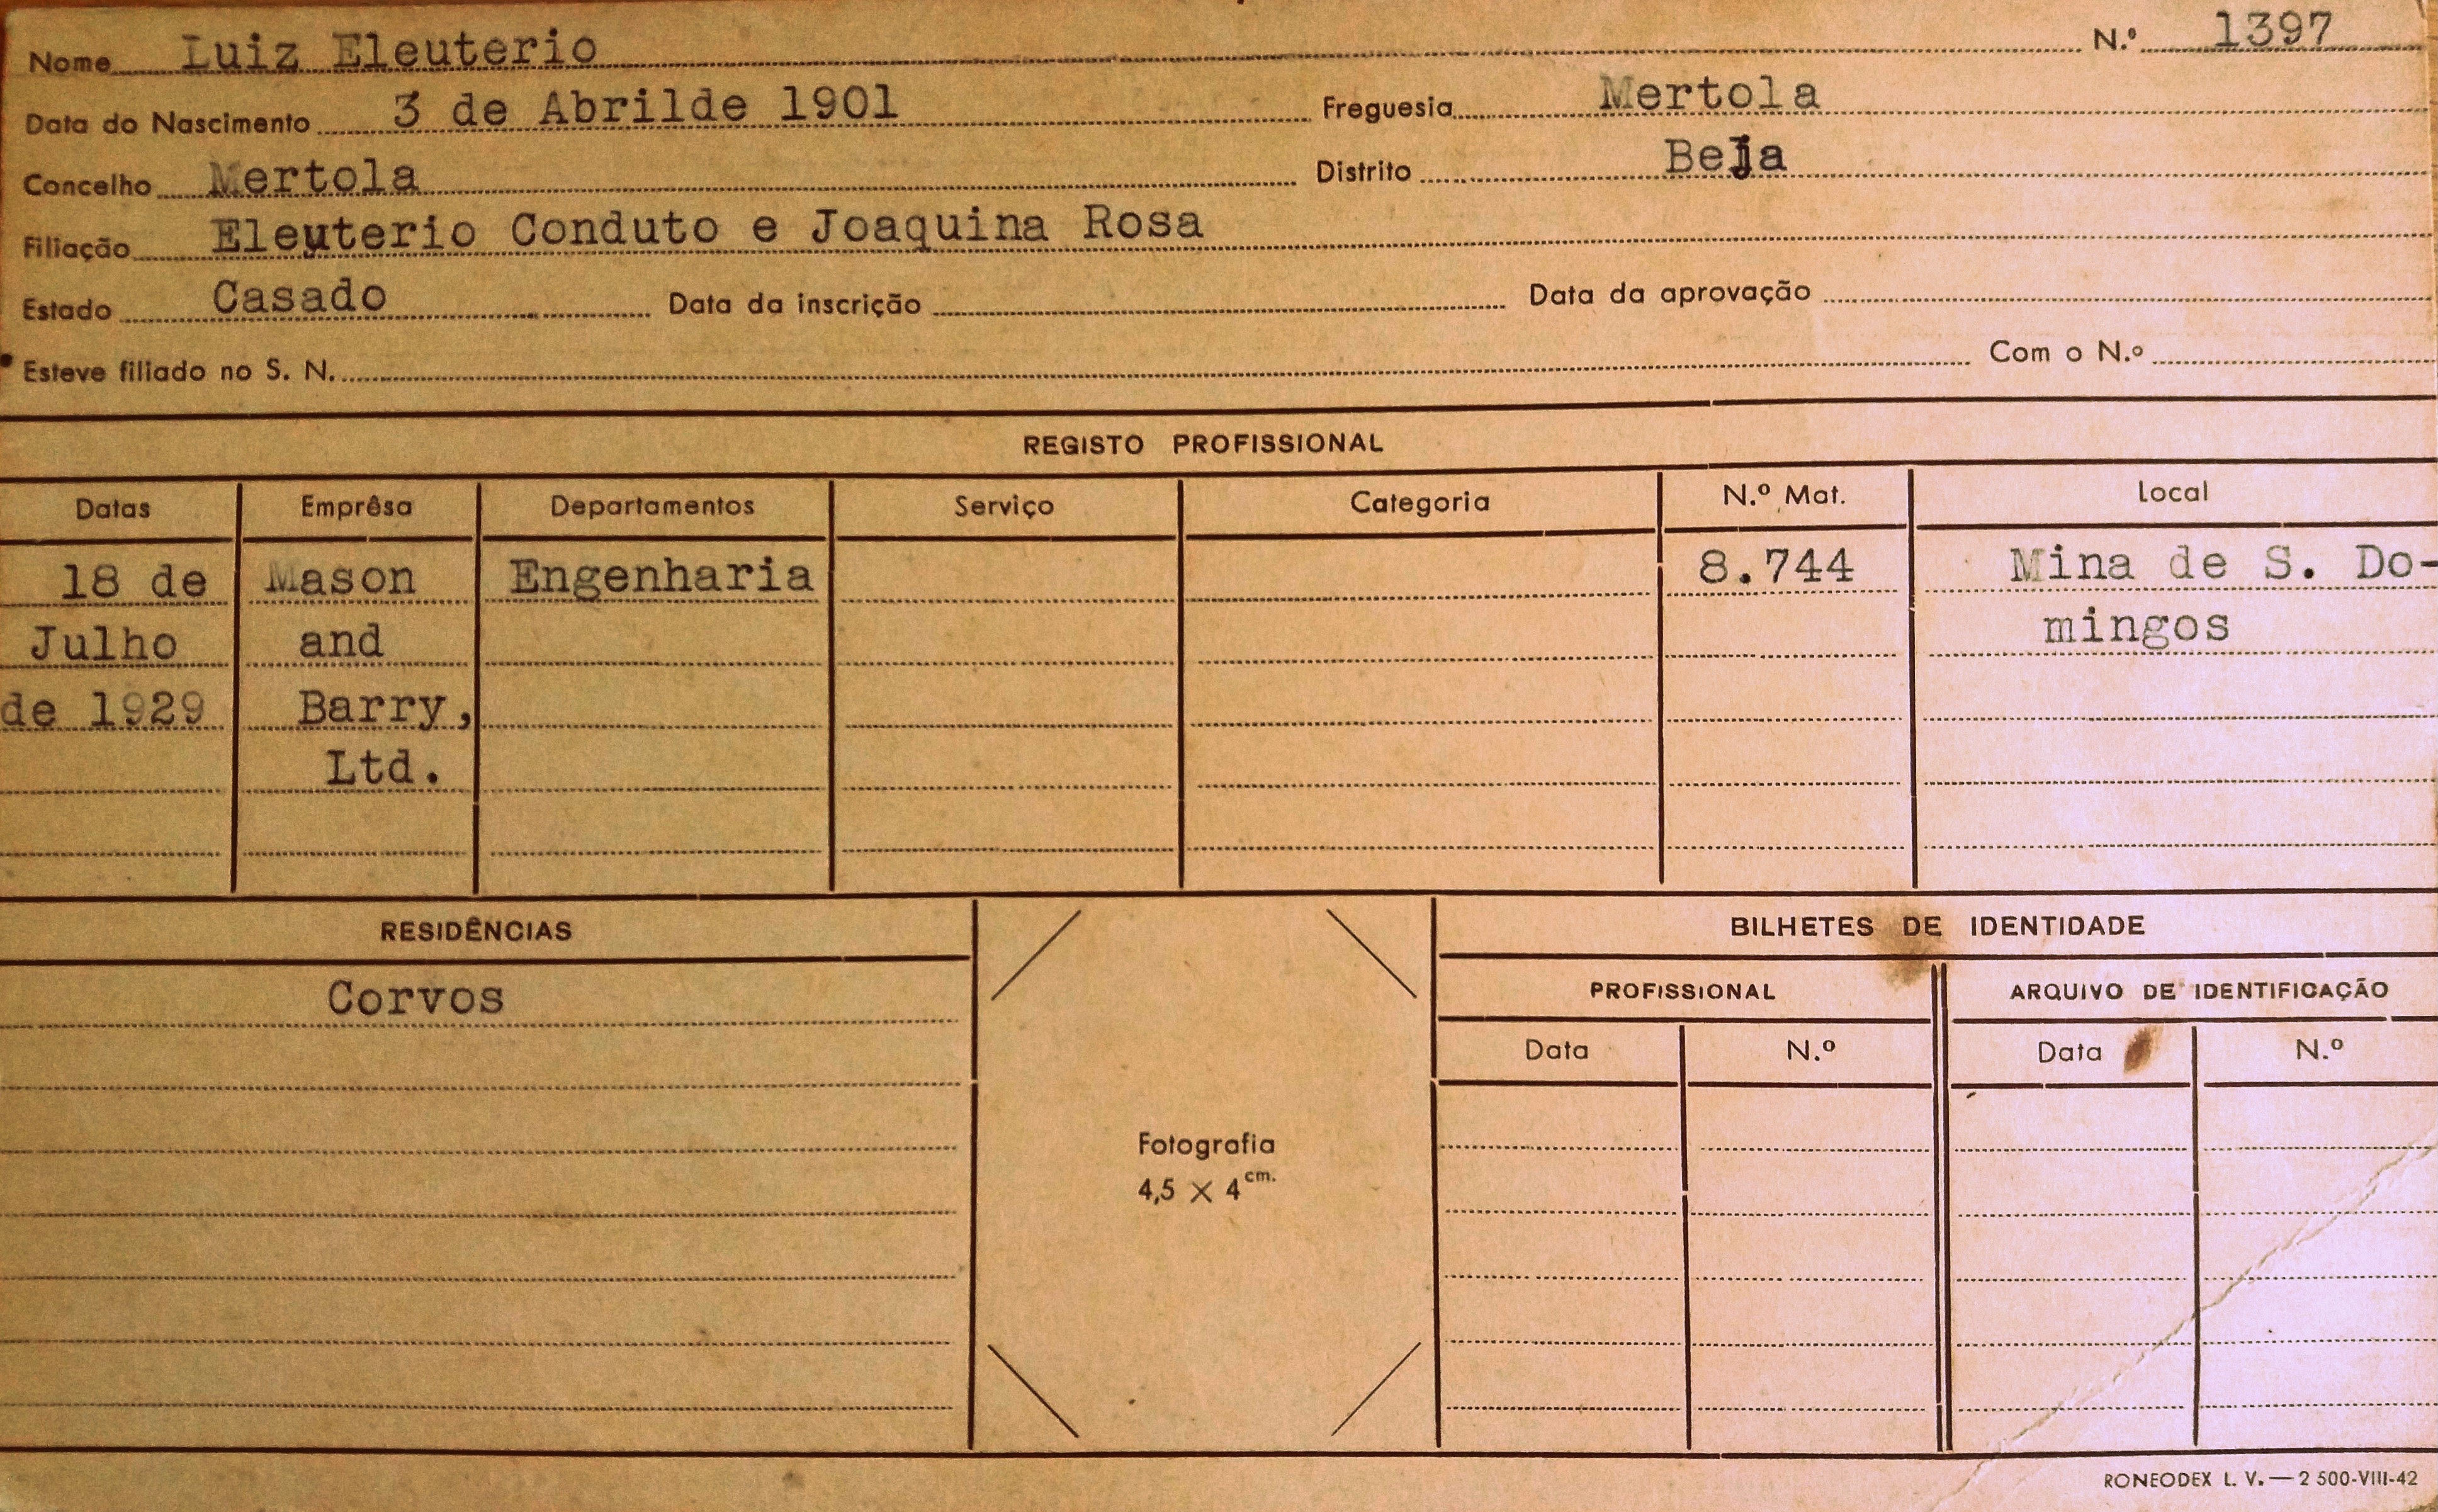 Nome Luiz Eleuterio N.º 1397
Data do Nascimento 3 de Abrilde 1901 Freguesia Mertola
Concelho Mertola Distrito Beja
Filiação Eleuterio Conduto e Joaquina Rosa
Estado Casado Data da inscrição Data da aprovação
Esteve filiado no S. N. Com o N.º
REGISTO PROFISSIONAL
Datas Emprêsa Departamentos Serviço Categoria N.º Mat. Local
18 de Mason Engenharia 8.744 Mina de S. Do-
Julho and mingos
de 1929 Barry,
Ltd.
RESIDÊNCIAS BILHETES DE IDENTIDADE
Corvos PROFISSIONAL ARQUIVO DE IDENTIFICAÇÃO
Data N.º Data N.º
Fotografia
4,5 × 4 cm.
RONEODEX L. V. — 2 500-VIII-42